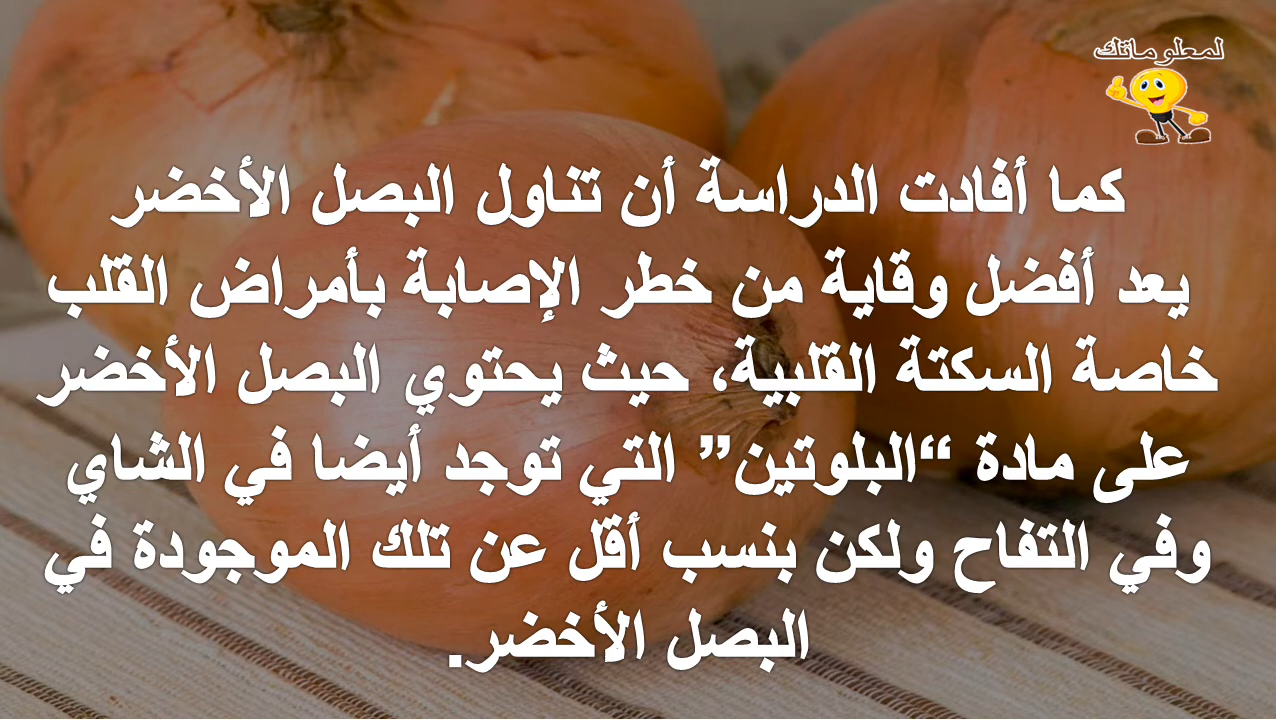 لمعلوماتك
كما أفادت الدراسة أن تناول البصل الأخضر
يعد أفضل وقاية من خطر الإصابة بأمراض القلب
خاصة السكتة القلبية، حيث يحتوي البصل الأخضر
على مادة “البلوتين” التي توجد أيضا في الشاي
وفي التفاح ولكن بنسب أقل عن تلك الموجودة في
البصل الأخضر.